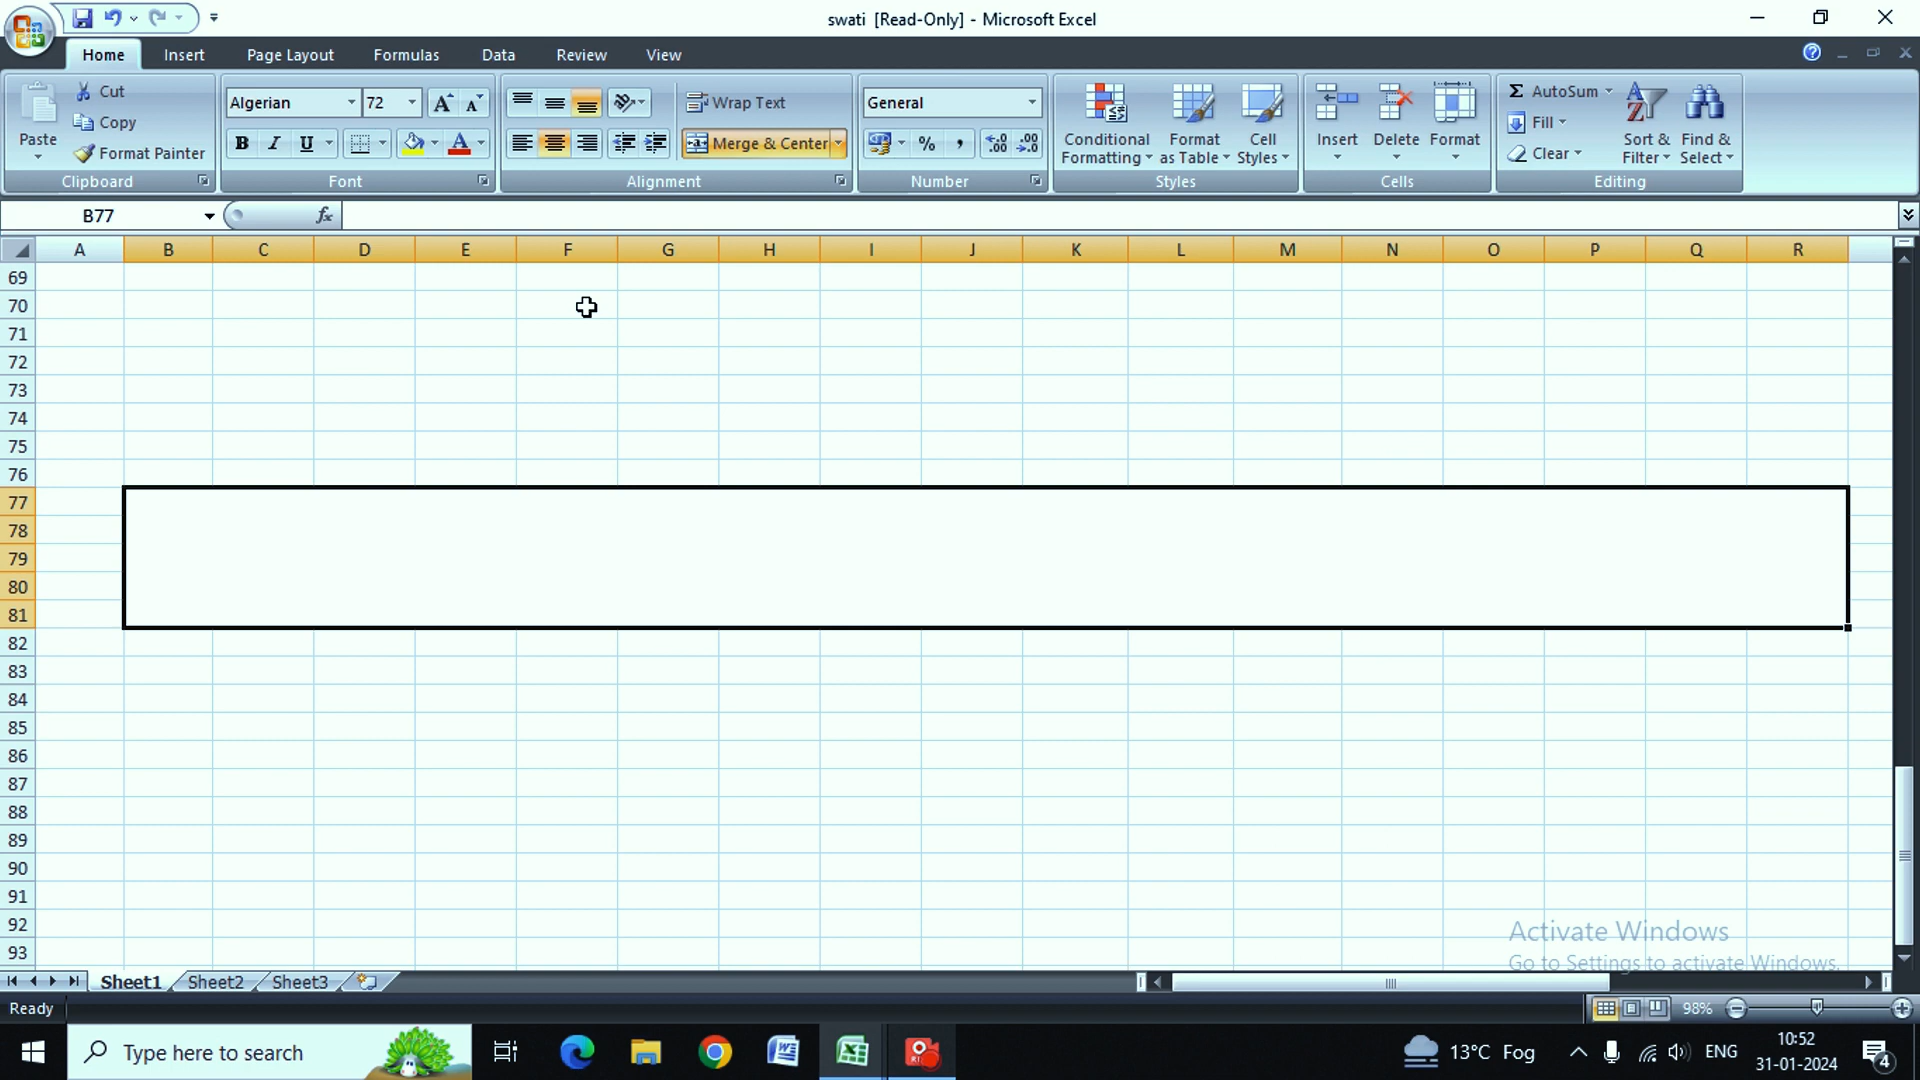 swati [Read-Only] - Microsoft Excel
Home Insert Page Layout Formulas Data Review View
Paste
Cut
Copy
Format Painter
Clipboard
Algerian 72
B I U
Font
Wrap Text
Merge & Center
Alignment
General
Number
Conditional Formatting
Format as Table
Cell Styles
Styles
Insert Delete Format
Cells
Σ AutoSum
Fill
Clear
Sort & Filter
Find & Select
Editing
B77
fx
A B C D E F G H I J K L M N O P Q R
69
70
71
72
73
74
75
76
77
78
79
80
81
82
83
84
85
86
87
88
89
90
91
92
93
Activate Windows
Go to Settings to activate Windows.
Sheet1 Sheet2 Sheet3
Ready 98%
Type here to search
13°C Fog
ENG
10:52
31-01-2024
4